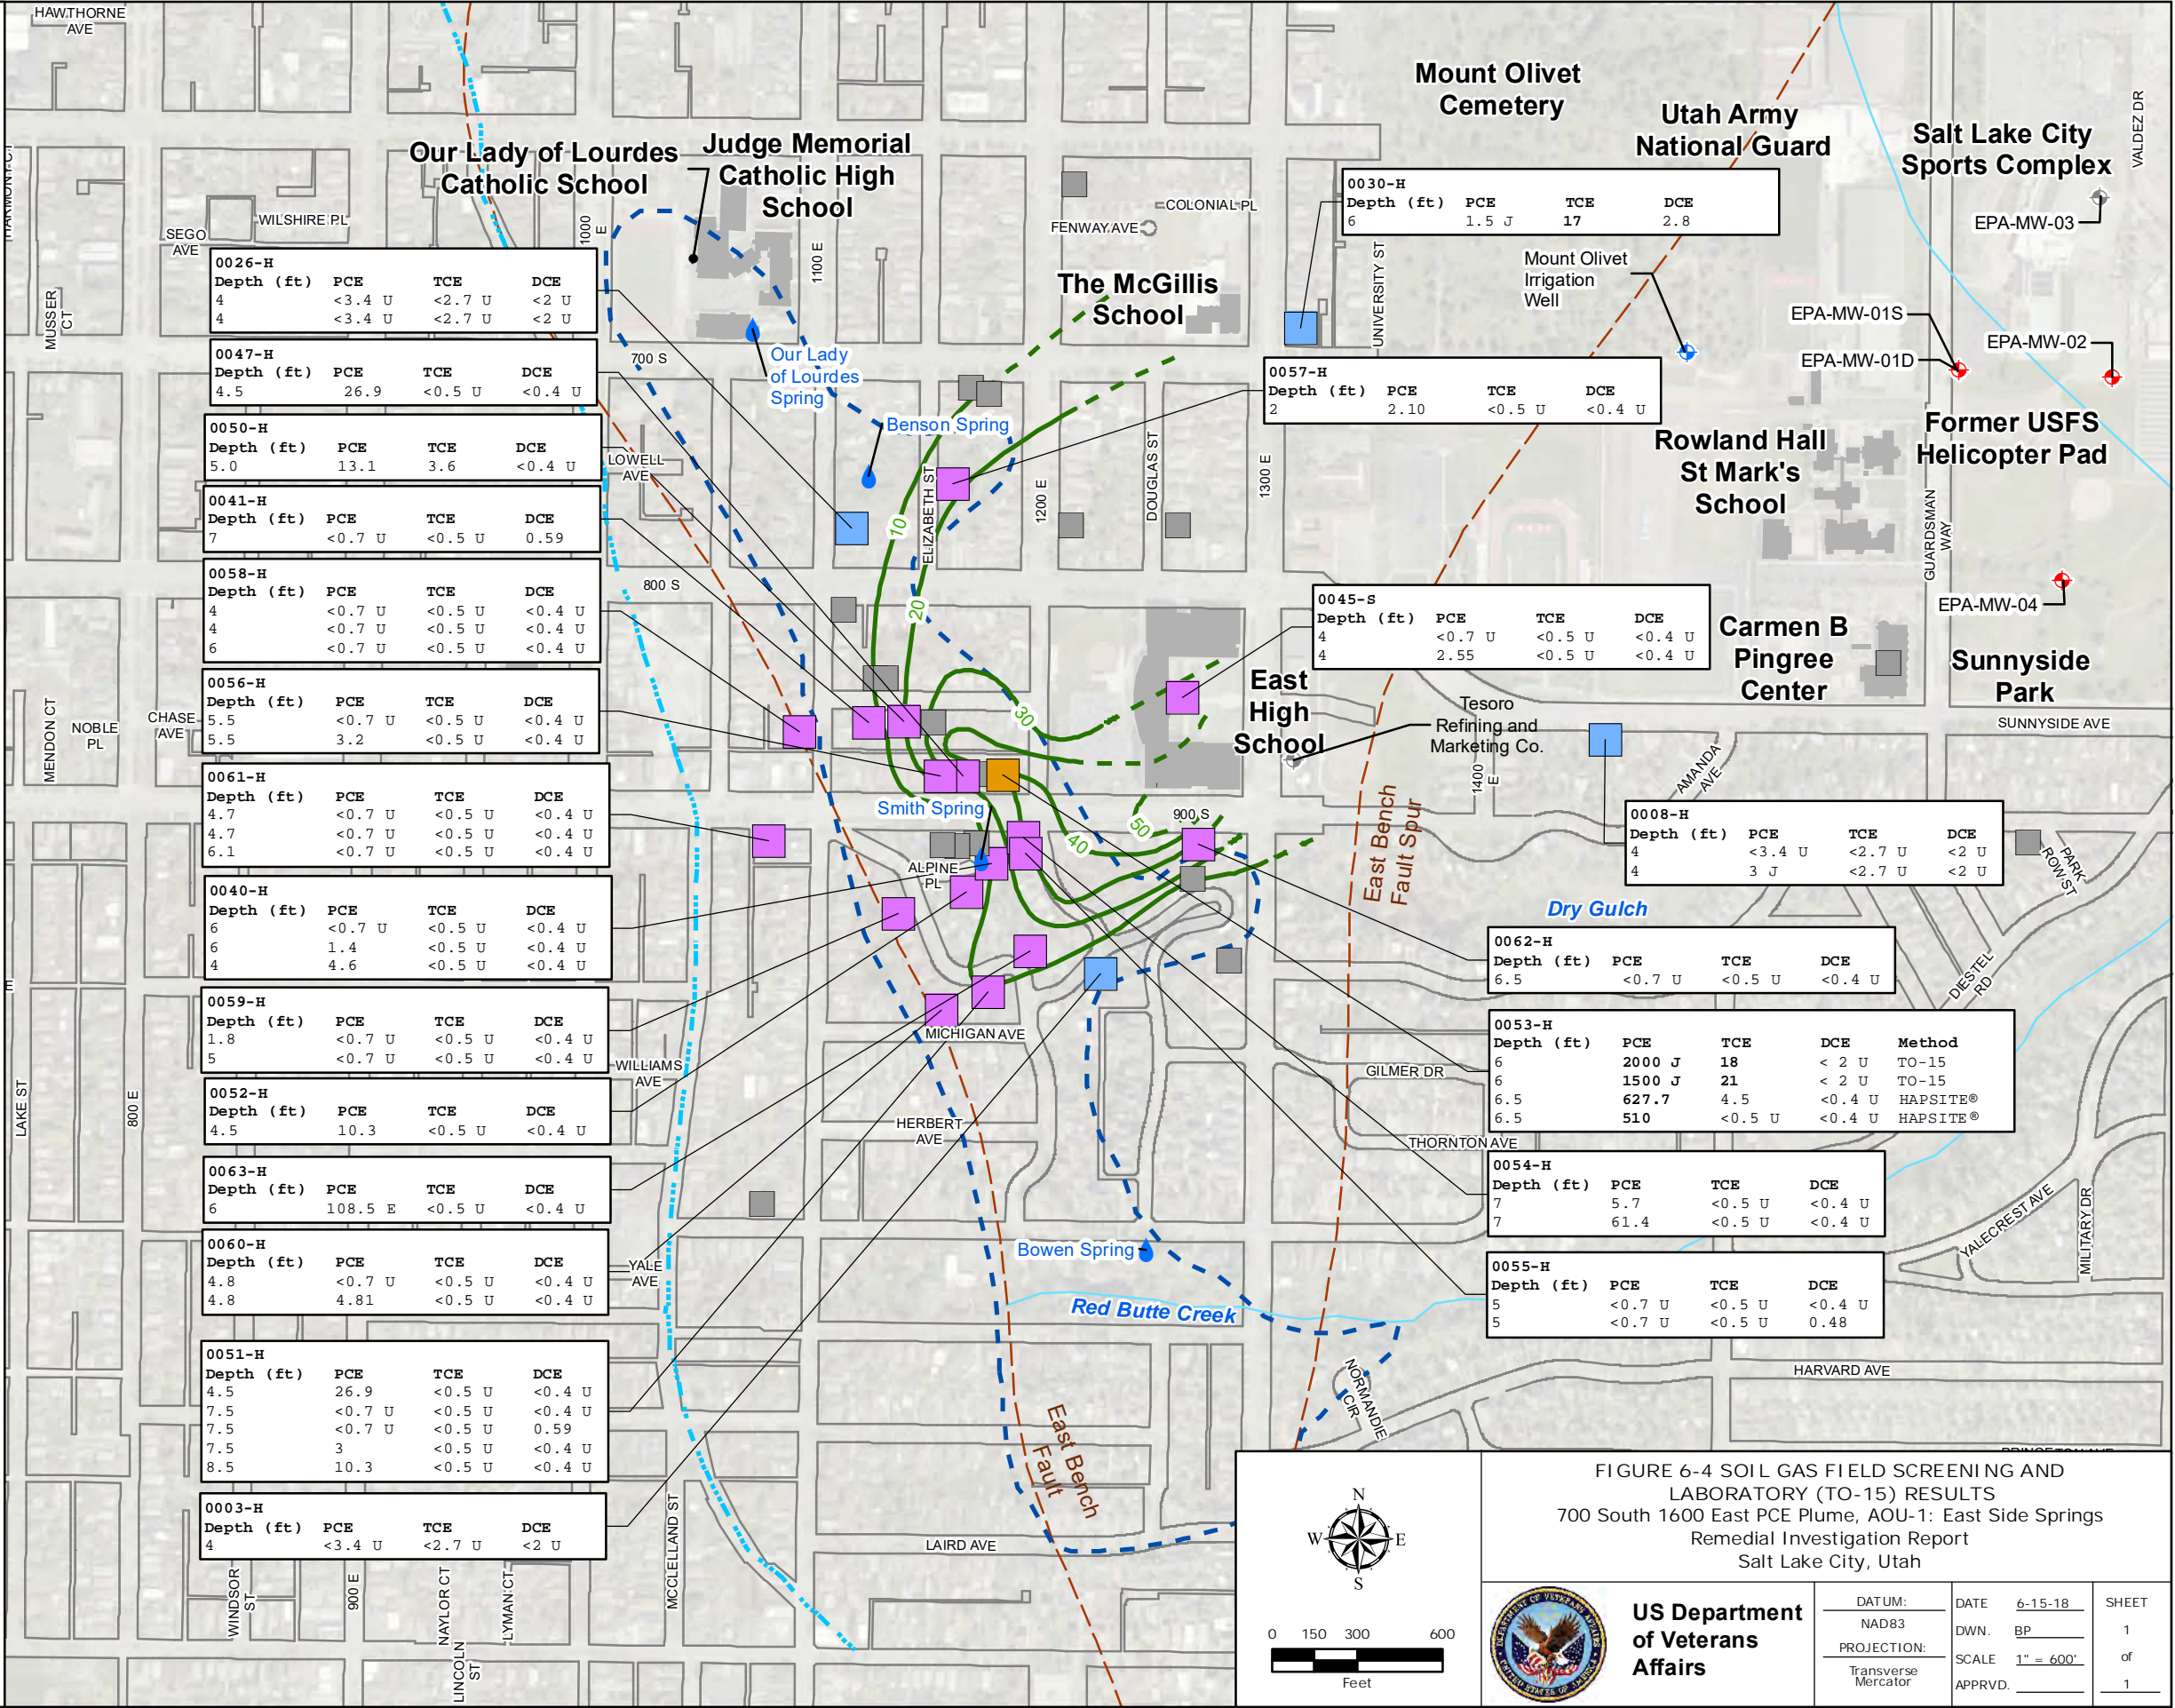 HAWTHORNE
AVE
HARMONY CT
Mount Olivet
Cemetery
Utah Army
National Guard
Salt Lake City
Sports Complex
VALDEZ DR
EPA-MW-03
Our Lady of Lourdes
Catholic School
Judge Memorial
Catholic High
School
WILSHIRE PL
SEGO
AVE
1000
E
1100 E
COLONIAL PL
FENWAY AVE
UNIVERSITY ST
The McGillis
School
0030-H
Depth (ft) PCE TCE DCE
6 1.5 J 17 2.8
Mount Olivet
Irrigation
Well
EPA-MW-01S
EPA-MW-01D
EPA-MW-02
MUSSER
CT
0026-H
Depth (ft) PCE TCE DCE
4 <3.4 U <2.7 U <2 U
4 <3.4 U <2.7 U <2 U
700 S
Our Lady
of Lourdes
Spring
Benson Spring
0047-H
Depth (ft) PCE TCE DCE
4.5 26.9 <0.5 U <0.4 U
0057-H
Depth (ft) PCE TCE DCE
2 2.10 <0.5 U <0.4 U
Former USFS
Helicopter Pad
Rowland Hall
St Mark's
School
0050-H
Depth (ft) PCE TCE DCE
5.0 13.1 3.6 <0.4 U
LOWELL
AVE
ELIZABETH ST
1200 E
DOUGLAS ST
1300 E
GUARDSMAN
WAY
10
20
0041-H
Depth (ft) PCE TCE DCE
7 <0.7 U <0.5 U 0.59
800 S
EPA-MW-04
0058-H
Depth (ft) PCE TCE DCE
4 <0.7 U <0.5 U <0.4 U
4 <0.7 U <0.5 U <0.4 U
6 <0.7 U <0.5 U <0.4 U
0045-S
Depth (ft) PCE TCE DCE
4 <0.7 U <0.5 U <0.4 U
4 2.55 <0.5 U <0.4 U
Carmen B
Pingree
Center
Sunnyside
Park
East
High
School
Tesoro
Refining and
Marketing Co.
SUNNYSIDE AVE
MENDON CT
NOBLE
PL
CHASE
AVE
0056-H
Depth (ft) PCE TCE DCE
5.5 <0.7 U <0.5 U <0.4 U
5.5 3.2 <0.5 U <0.4 U
30
1400
E
AMANDA
AVE
0061-H
Depth (ft) PCE TCE DCE
4.7 <0.7 U <0.5 U <0.4 U
4.7 <0.7 U <0.5 U <0.4 U
6.1 <0.7 U <0.5 U <0.4 U
Smith Spring
900 S
50
40
East Bench
Fault Spur
0008-H
Depth (ft) PCE TCE DCE
4 <3.4 U <2.7 U <2 U
4 3 J <2.7 U <2 U
PARK
ROW ST
ALPINE
PL
Dry Gulch
0040-H
Depth (ft) PCE TCE DCE
6 <0.7 U <0.5 U <0.4 U
6 1.4 <0.5 U <0.4 U
4 4.6 <0.5 U <0.4 U
0062-H
Depth (ft) PCE TCE DCE
6.5 <0.7 U <0.5 U <0.4 U
DIESTEL
RD
E
0059-H
Depth (ft) PCE TCE DCE
1.8 <0.7 U <0.5 U <0.4 U
5 <0.7 U <0.5 U <0.4 U
MICHIGAN AVE
0053-H
Depth (ft) PCE TCE DCE Method
6 2000 J 18 < 2 U TO-15
6 1500 J 21 < 2 U TO-15
6.5 627.7 4.5 <0.4 U HAPSITE®
6.5 510 <0.5 U <0.4 U HAPSITE®
WILLIAMS
AVE
GILMER DR
LAKE ST
800 E
0052-H
Depth (ft) PCE TCE DCE
4.5 10.3 <0.5 U <0.4 U
HERBERT
AVE
THORNTON AVE
0063-H
Depth (ft) PCE TCE DCE
6 108.5 E <0.5 U <0.4 U
0054-H
Depth (ft) PCE TCE DCE
7 5.7 <0.5 U <0.4 U
7 61.4 <0.5 U <0.4 U
YALECREST AVE
MILITARY DR
0060-H
Depth (ft) PCE TCE DCE
4.8 <0.7 U <0.5 U <0.4 U
4.8 4.81 <0.5 U <0.4 U
YALE
AVE
Bowen Spring
Red Butte Creek
0055-H
Depth (ft) PCE TCE DCE
5 <0.7 U <0.5 U <0.4 U
5 <0.7 U <0.5 U 0.48
HARVARD AVE
NORMANDIE
CIR
0051-H
Depth (ft) PCE TCE DCE
4.5 26.9 <0.5 U <0.4 U
7.5 <0.7 U <0.5 U <0.4 U
7.5 <0.7 U <0.5 U 0.59
7.5 3 <0.5 U <0.4 U
8.5 10.3 <0.5 U <0.4 U
East Bench
Fault
PRINCETON AVE
0003-H
Depth (ft) PCE TCE DCE
4 <3.4 U <2.7 U <2 U
LAIRD AVE
WINDSOR
ST
900 E
NAYLOR CT
LINCOLN
ST
LYMAN CT
MCCLELLAND ST
N
W
E
S
0 150 300 600
Feet
FIGURE 6-4 SOIL GAS FIELD SCREENING AND
LABORATORY (TO-15) RESULTS
700 South 1600 East PCE Plume, AOU-1: East Side Springs
Remedial Investigation Report
Salt Lake City, Utah
DEPARTMENT OF VETERANS AFFAIRS
UNITED STATES OF AMERICA
US Department
of Veterans
Affairs
DATUM:
NAD83
PROJECTION:
Transverse
Mercator
DATE 6-15-18
DWN. BP
SCALE 1" = 600'
APPRVD.
SHEET
1
of
1